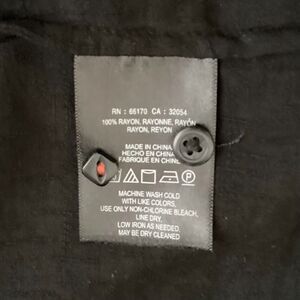 RN : 66170 CA : 32054
100% RAYON, RAYONNE, RAYÓN
RAYON, REYON
MADE IN CHINA
HECHO EN CHINA
FABRIQUE EN CHINE
P
MACHINE WASH COLD
WITH LIKE COLORS,
USE ONLY NON-CHLORINE BLEACH,
LINE DRY.
LOW IRON AS NEEDED.
MAY BE DRY CLEANED